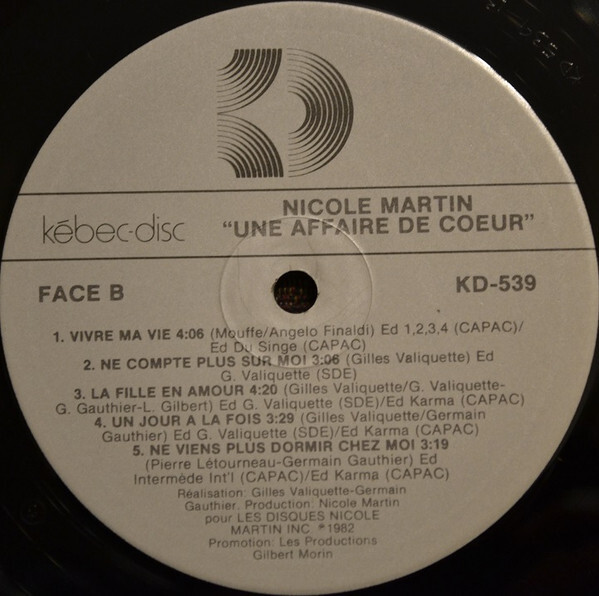 kébec-disc
NICOLE MARTIN
"UNE AFFAIRE DE COEUR"
FACE B
KD-539
1. VIVRE MA VIE 4:06 (Mouffe/Angelo Finaldi) Ed 1,2,3,4 (CAPAC)/
Ed Du Singe (CAPAC)
2. NE COMPTE PLUS SUR MOI 3:06 (Gilles Valiquette) Ed
G. Valiquette (SDE)
3. LA FILLE EN AMOUR 4:20 (Gilles Valiquette/G. Valiquette-
G. Gauthier-L. Gilbert) Ed G. Valiquette (SDE)/Ed Karma (CAPAC)
4. UN JOUR A LA FOIS 3:29 (Gilles Valiquette/Germain
Gauthier) Ed G. Valiquette (SDE)/Ed Karma (CAPAC)
5. NE VIENS PLUS DORMIR CHEZ MOI 3:19
(Pierre Létourneau-Germain Gauthier) Ed
Intermède Int'l (CAPAC)/Ed Karma (CAPAC)
Réalisation: Gilles Valiquette-Germain
Gauthier. Production: Nicole Martin
pour LES DISQUES NICOLE
MARTIN INC. ℗1982
Promotion: Les Productions
Gilbert Morin